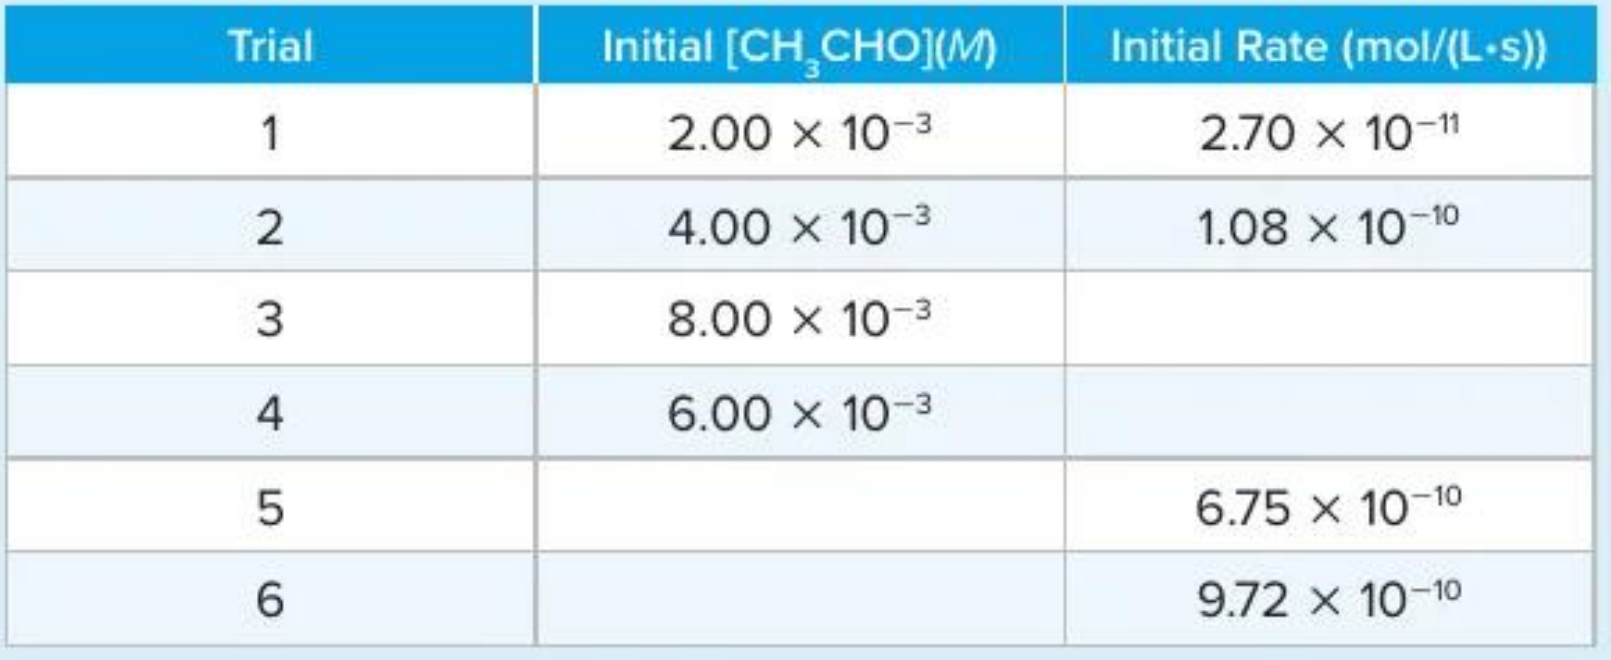 Trial Initial [CH₃CHO](M) Initial Rate (mol/(L•s))
1 2.00 × 10⁻³ 2.70 × 10⁻¹¹
2 4.00 × 10⁻³ 1.08 × 10⁻¹⁰
3 8.00 × 10⁻³
4 6.00 × 10⁻³
5 6.75 × 10⁻¹⁰
6 9.72 × 10⁻¹⁰